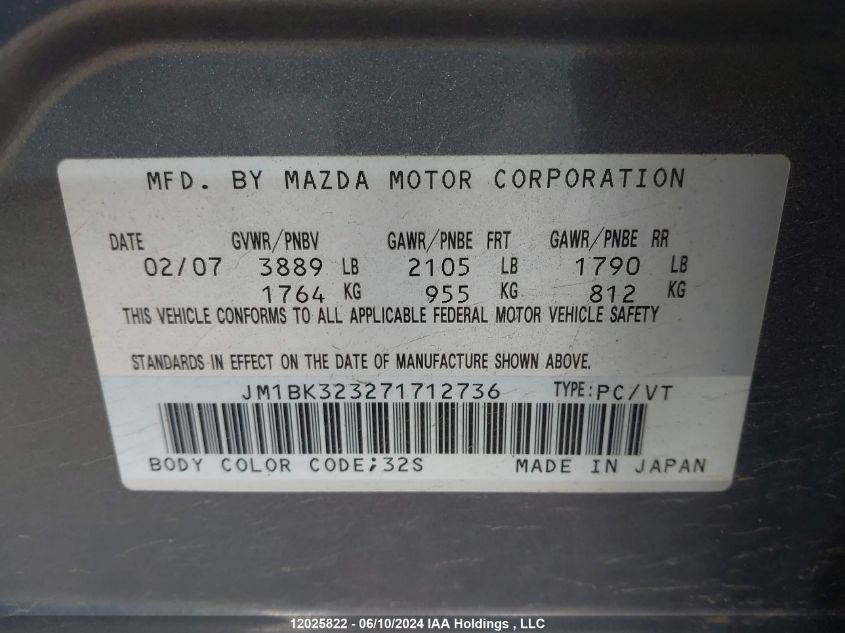 MFD. BY MAZDA MOTOR CORPORATION
DATE GVWR/PNBV GAWR/PNBE FRT GAWR/PNBE RR
02/07 3889 LB 2105 LB 1790 LB
1764 KG 955 KG 812 KG
THIS VEHICLE CONFORMS TO ALL APPLICABLE FEDERAL MOTOR VEHICLE SAFETY
STANDARDS IN EFFECT ON THE DATE OF MANUFACTURE SHOWN ABOVE.
JM1BK323271712736 TYPE:PC/VT
BODY COLOR CODE;32S MADE IN JAPAN
12025822 - 06/10/2024 IAA Holdings , LLC